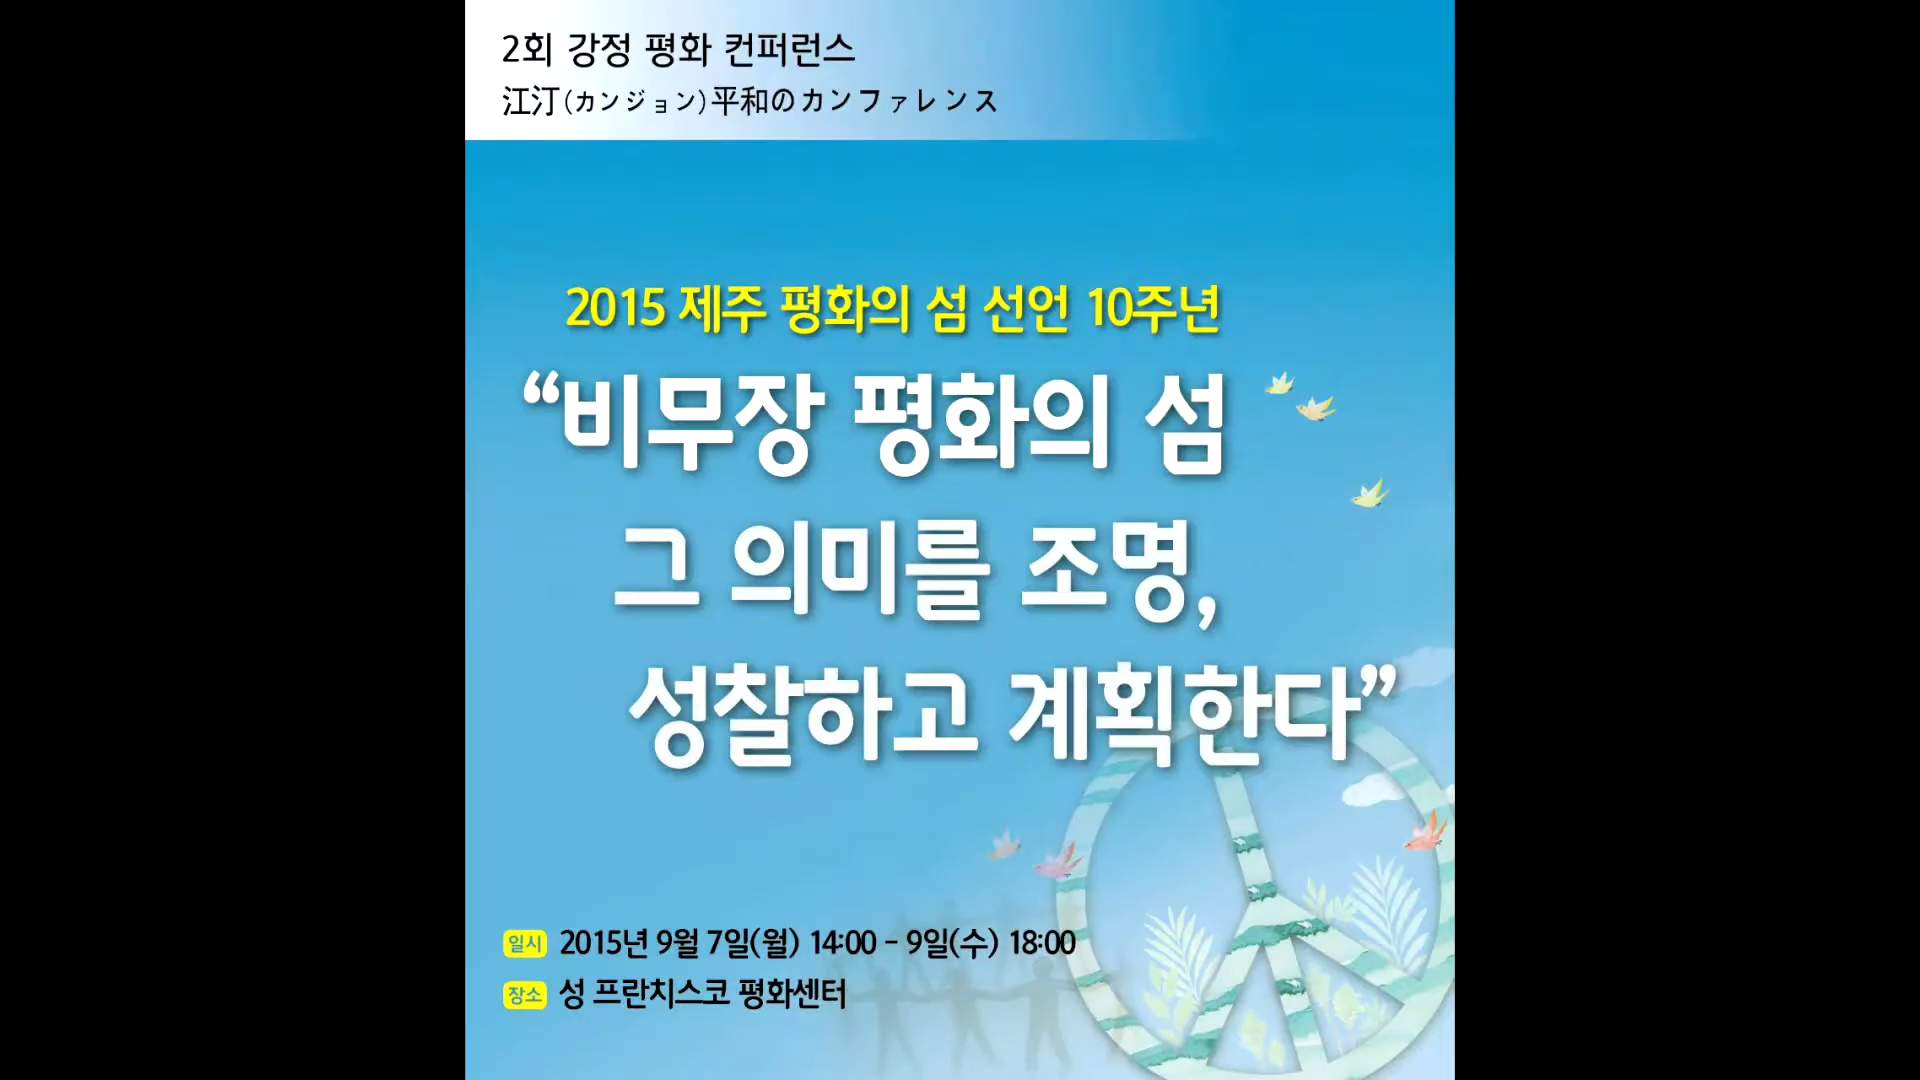 2회 강정 평화 컨퍼런스
江汀(カンジョン)平和のカンファレンス
2015 제주 평화의 섬 선언 10주년
“비무장 평화의 섬
그 의미를 조명,
성찰하고 계획한다”
일시 2015년 9월 7일(월) 14:00 - 9일(수) 18:00
장소 성 프란치스코 평화센터